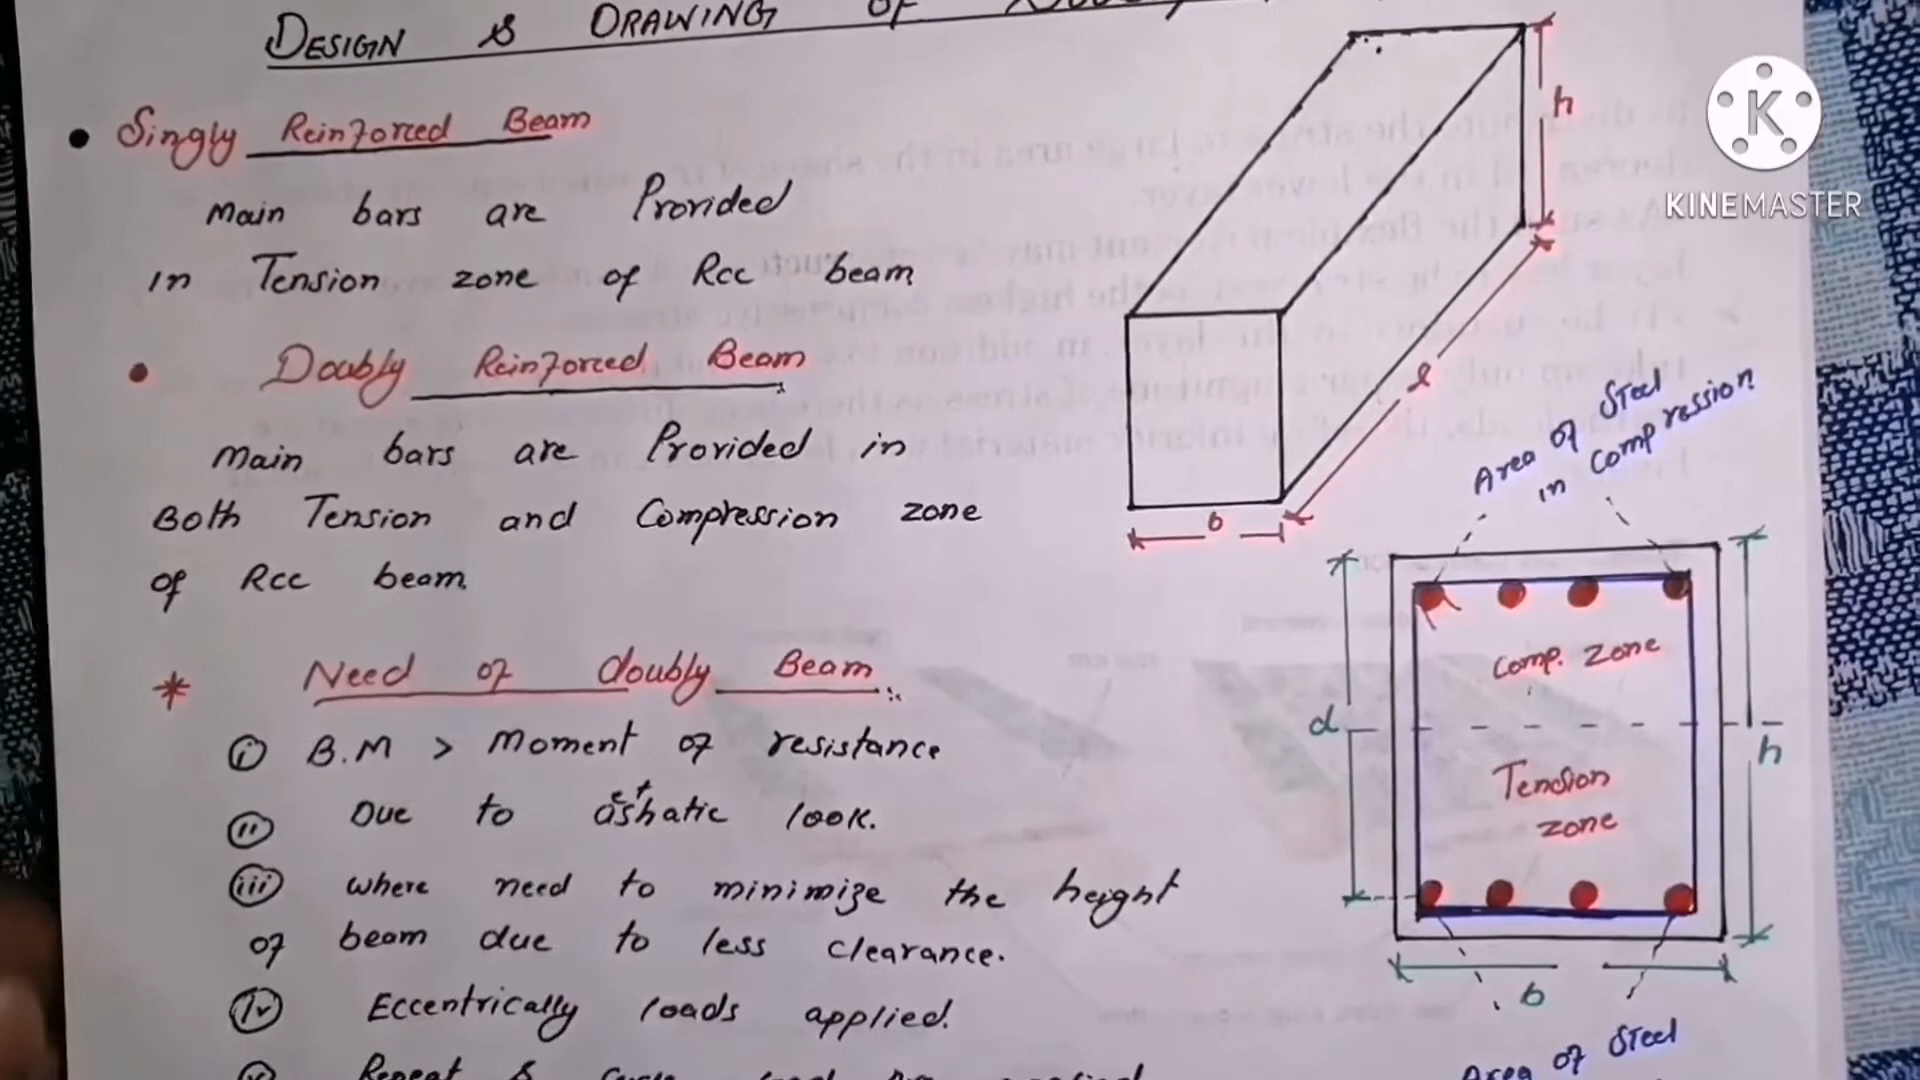 DESIGN & DRAWING OF
• Singly Reinforced Beam
Main bars are Provided
in Tension zone of Rcc beam
• Doubly Reinforced Beam
Main bars are Provided in
Both Tension and Compression zone
of Rcc beam
* Need of doubly Beam
(i) B.M > Moment of resistance
(ii) Due to ashatic look.
et
(iii) where need to minimize the height
of beam due to less clearance.
(iv) Eccentrically loads applied.
(v) Repeat &
h
l
b
Area of Steel
in Compression
Comp. zone
d
h
Tension
zone
b
Area of Steel
K
KINEMASTER